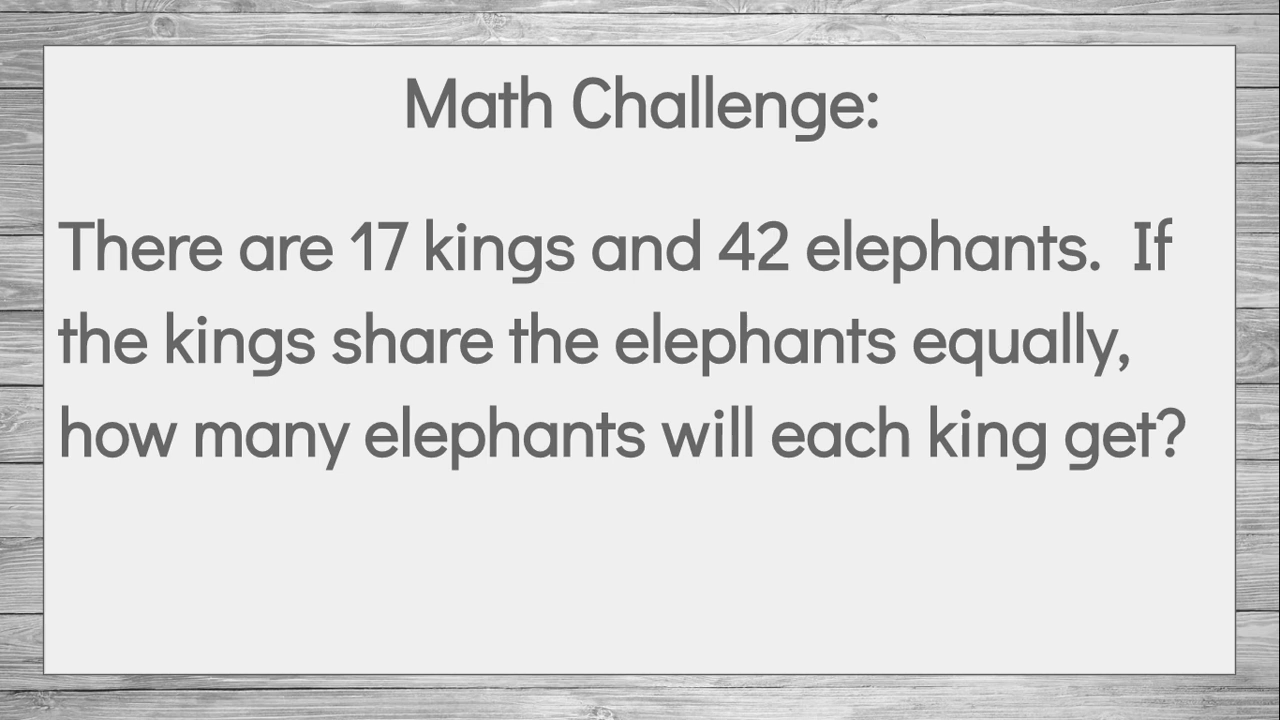 Math Challenge:
There are 17 kings and 42 elephants.  If
the kings share the elephants equally,
how many elephants will each king get?